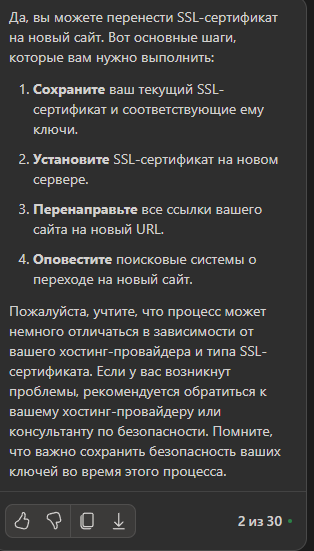 Да, вы можете перенести SSL-сертификат
на новый сайт. Вот основные шаги,
которые вам нужно выполнить:
1. Сохраните ваш текущий SSL-
сертификат и соответствующие ему
ключи.
2. Установите SSL-сертификат на новом
сервере.
3. Перенаправьте все ссылки вашего
сайта на новый URL.
4. Оповестите поисковые системы о
переходе на новый сайт.
Пожалуйста, учтите, что процесс может
немного отличаться в зависимости от
вашего хостинг-провайдера и типа SSL-
сертификата. Если у вас возникнут
проблемы, рекомендуется обратиться к
вашему хостинг-провайдеру или
консультанту по безопасности. Помните,
что важно сохранить безопасность ваших
ключей во время этого процесса.
2 из 30